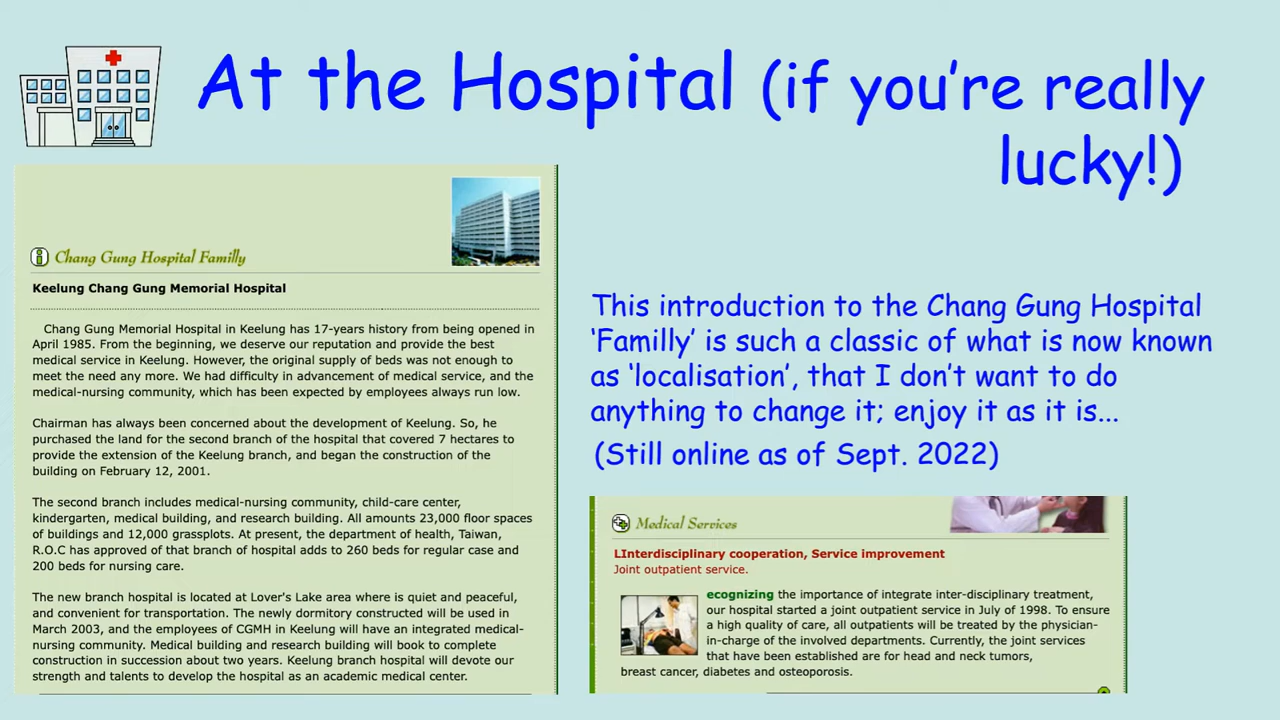 At the Hospital (if you're really
lucky!)
Chang Gung Hospital Familly
Keelung Chang Gung Memorial Hospital
Chang Gung Memorial Hospital in Keelung has 17-years history from being opened in
April 1985. From the beginning, we deserve our reputation and provide the best
medical service in Keelung. However, the original supply of beds was not enough to
meet the need any more. We had difficulty in advancement of medical service, and the
medical-nursing community, which has been expected by employees always run low.
Chairman has always been concerned about the development of Keelung. So, he
purchased the land for the second branch of the hospital that covered 7 hectares to
provide the extension of the Keelung branch, and began the construction of the
building on February 12, 2001.
The second branch includes medical-nursing community, child-care center,
kindergarten, medical building, and research building. All amounts 23,000 floor spaces
of buildings and 12,000 grassplots. At present, the department of health, Taiwan,
R.O.C has approved of that branch of hospital adds to 260 beds for regular case and
200 beds for nursing care.
The new branch hospital is located at Lover's Lake area where is quiet and peaceful,
and convenient for transportation. The newly dormitory constructed will be used in
March 2003, and the employees of CGMH in Keelung will have an integrated medical-
nursing community. Medical building and research building will book to complete
construction in succession about two years. Keelung branch hospital will devote our
strength and talents to develop the hospital as an academic medical center.
This introduction to the Chang Gung Hospital
'Familly' is such a classic of what is now known
as 'localisation', that I don't want to do
anything to change it; enjoy it as it is...
(Still online as of Sept. 2022)
Medical Services
LInterdisciplinary cooperation, Service improvement
Joint outpatient service.
ecognizing the importance of integrate inter-disciplinary treatment,
our hospital started a joint outpatient service in July of 1998. To ensure
a high quality of care, all outpatients will be treated by the physician-
in-charge of the involved departments. Currently, the joint services
that have been established are for head and neck tumors,
breast cancer, diabetes and osteoporosis.